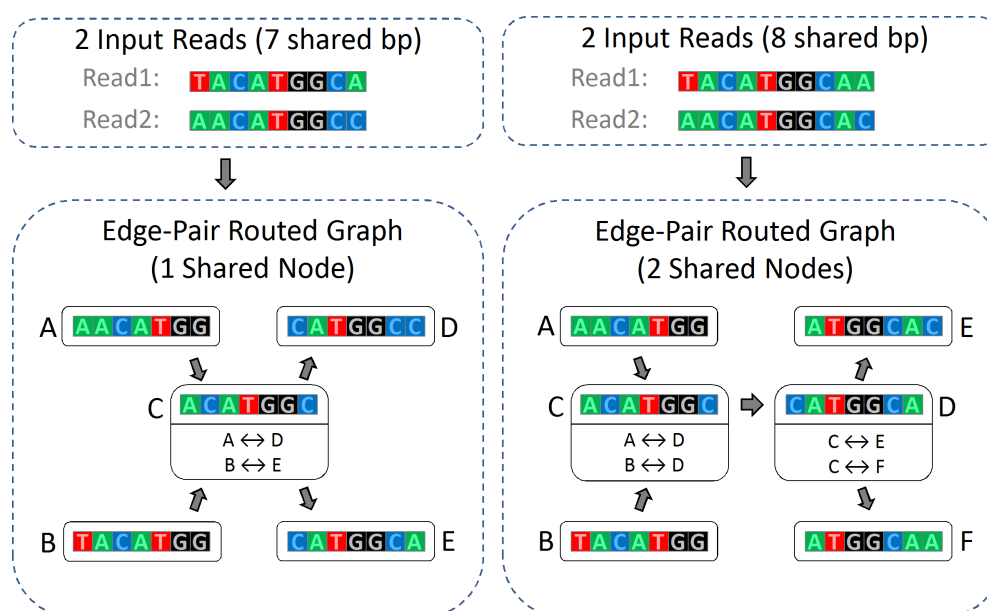 2 Input Reads (7 shared bp)
Read1: TACATGGCA
Read2: AACATGGCC
Edge-Pair Routed Graph
(1 Shared Node)
A AACATGG
CATGGCC D
C ACATGGC
A ↔ D
B ↔ E
B TACATGG
CATGGCA E
2 Input Reads (8 shared bp)
Read1: TACATGGCAA
Read2: AACATGGCAC
Edge-Pair Routed Graph
(2 Shared Nodes)
A AACATGG
ATGGCAC E
C ACATGGC
A ↔ D
B ↔ D
CATGGCA D
C ↔ E
C ↔ F
B TACATGG
ATGGCAA F